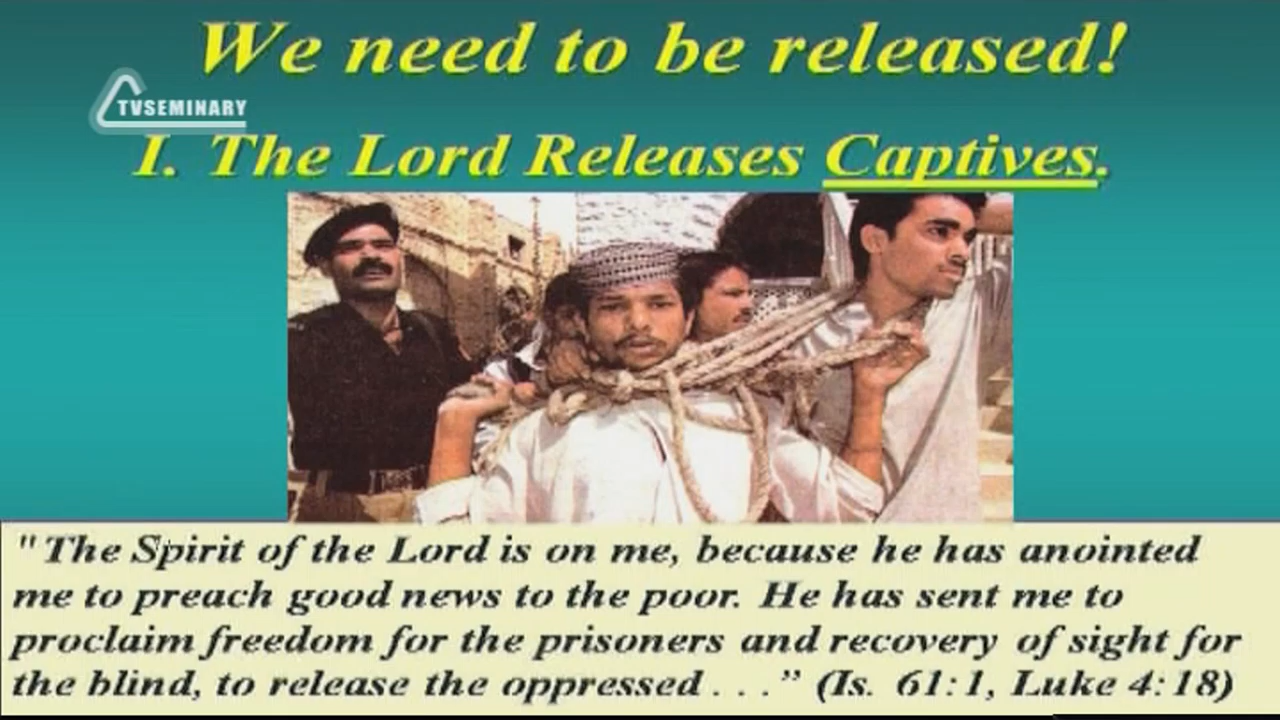 We need to be released!
TVSEMINARY
I. The Lord Releases Captives.
"The Spirit of the Lord is on me, because he has anointed
me to preach good news to the poor. He has sent me to
proclaim freedom for the prisoners and recovery of sight for
the blind, to release the oppressed . . ." (Is. 61:1, Luke 4:18)